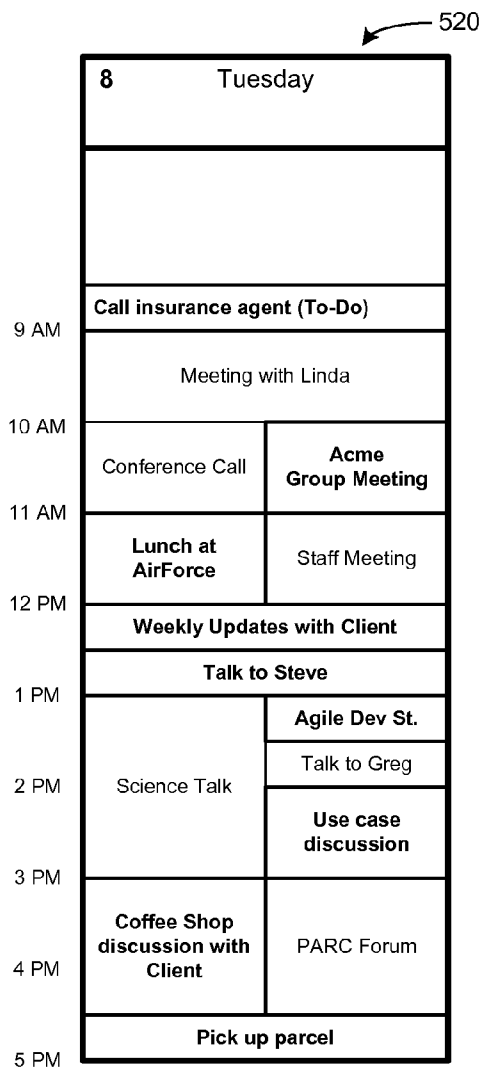 520
8 Tuesday
Call insurance agent (To-Do)
9 AM
Meeting with Linda
10 AM
Conference Call
Acme
Group Meeting
11 AM
Lunch at
AirForce
Staff Meeting
12 PM
Weekly Updates with Client
Talk to Steve
1 PM
Agile Dev St.
Talk to Greg
Science Talk
2 PM
Use case
discussion
3 PM
Coffee Shop
discussion with
Client
PARC Forum
4 PM
Pick up parcel
5 PM